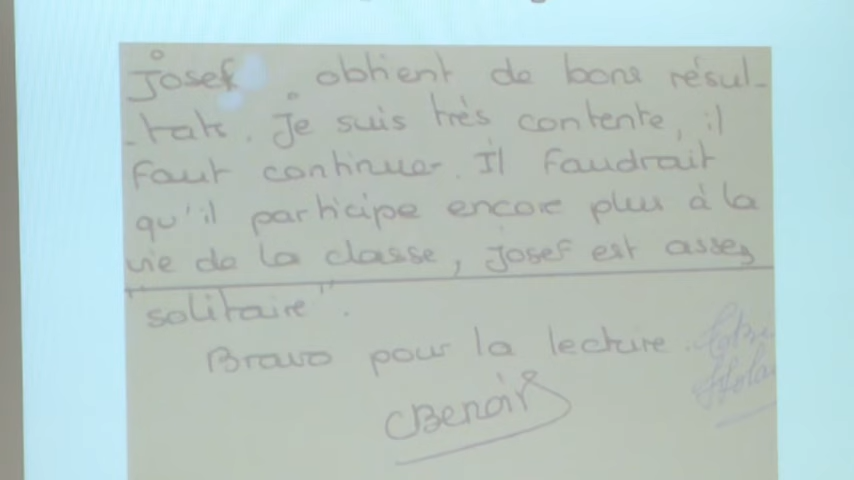 Josef obtient de bons résul-
-tats. Je suis très contente, il
faut continuer. Il faudrait
qu'il participe encore plus à la
vie de la classe, Josef est assez
"solitaire".
Bravo pour la lecture.
CBenoit